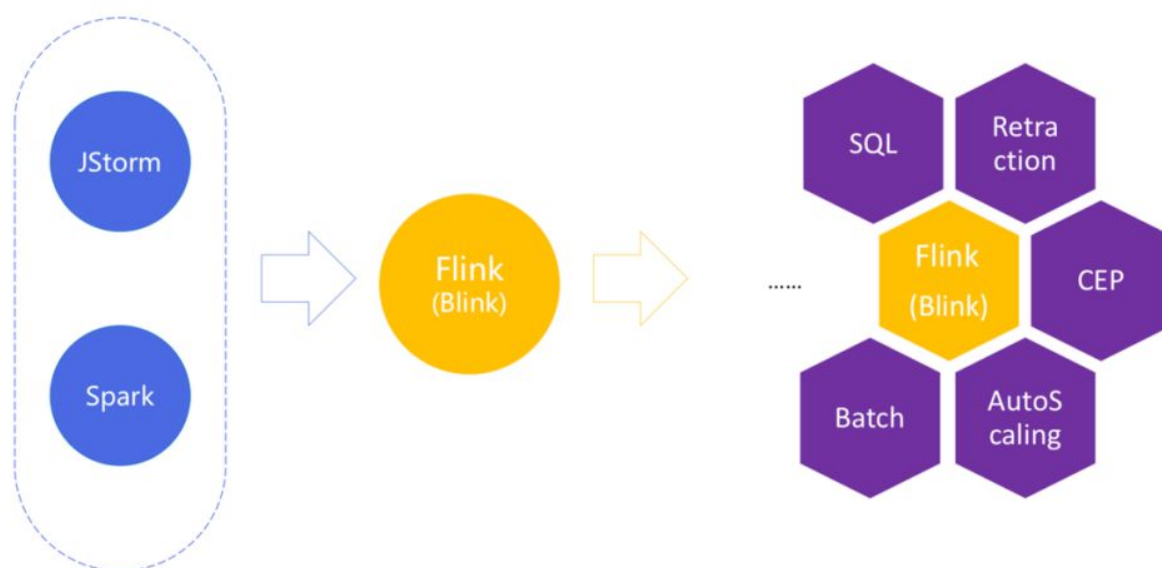 JStorm
Spark
Flink
(Blink)
SQL
Retra
ction
......
Flink
(Blink)
CEP
Batch
AutoS
caling